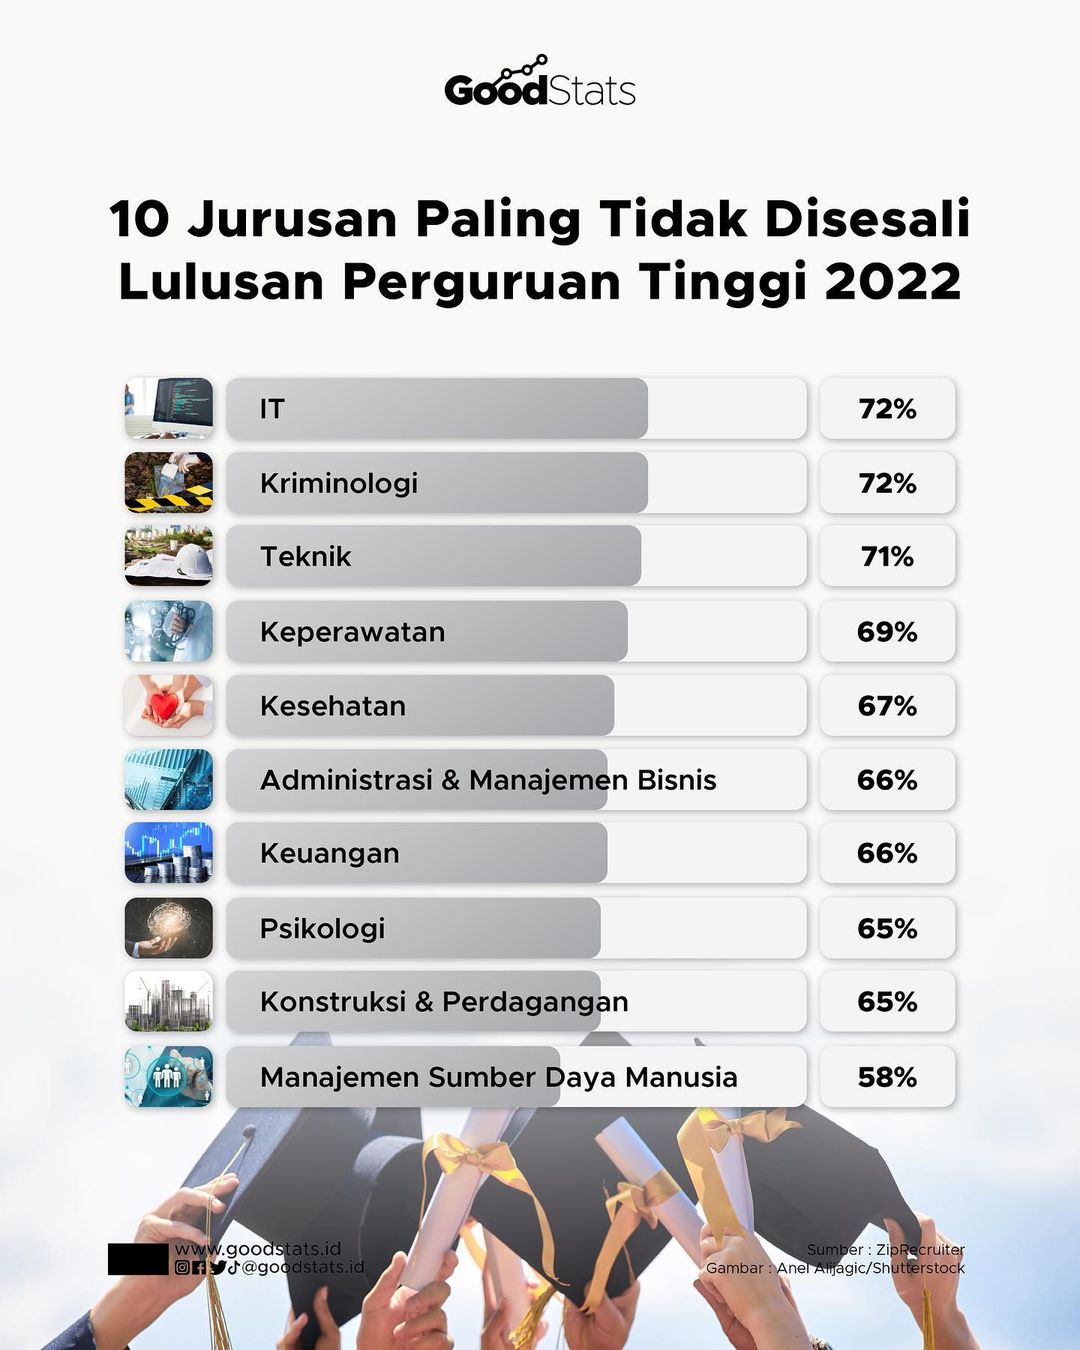 GoodStats
10 Jurusan Paling Tidak Disesali
Lulusan Perguruan Tinggi 2022
IT 72%
Kriminologi 72%
Teknik 71%
Keperawatan 69%
Kesehatan 67%
Administrasi & Manajemen Bisnis 66%
Keuangan 66%
Psikologi 65%
Konstruksi & Perdagangan 65%
Manajemen Sumber Daya Manusia 58%
www.goodstats.id
@goodstats.id
Sumber : ZipRecruiter
Gambar : Anel Alijagic/Shutterstock